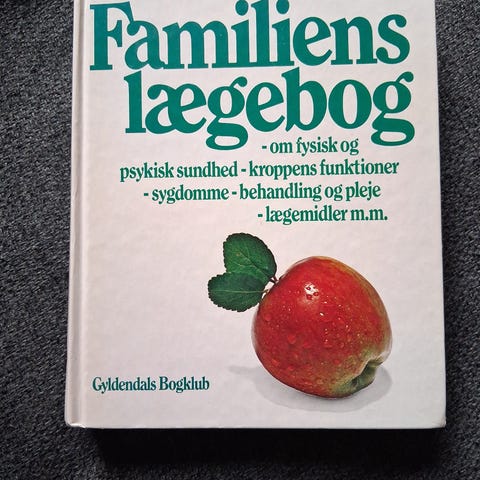 Familiens
lægebog
- om fysisk og
psykisk sundhed - kroppens funktioner
- sygdomme - behandling og pleje
- lægemidler m.m.
Gyldendals Bogklub